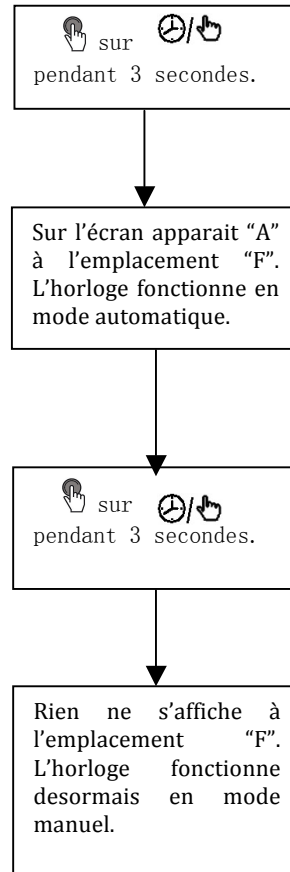 sur /
pendant 3 secondes.
Sur l’écran apparait “A”
à l’emplacement “F”.
L’horloge fonctionne en
mode automatique.
sur /
pendant 3 secondes.
Rien ne s’affiche à
l’emplacement “F”.
L’horloge fonctionne
desormais en mode
manuel.